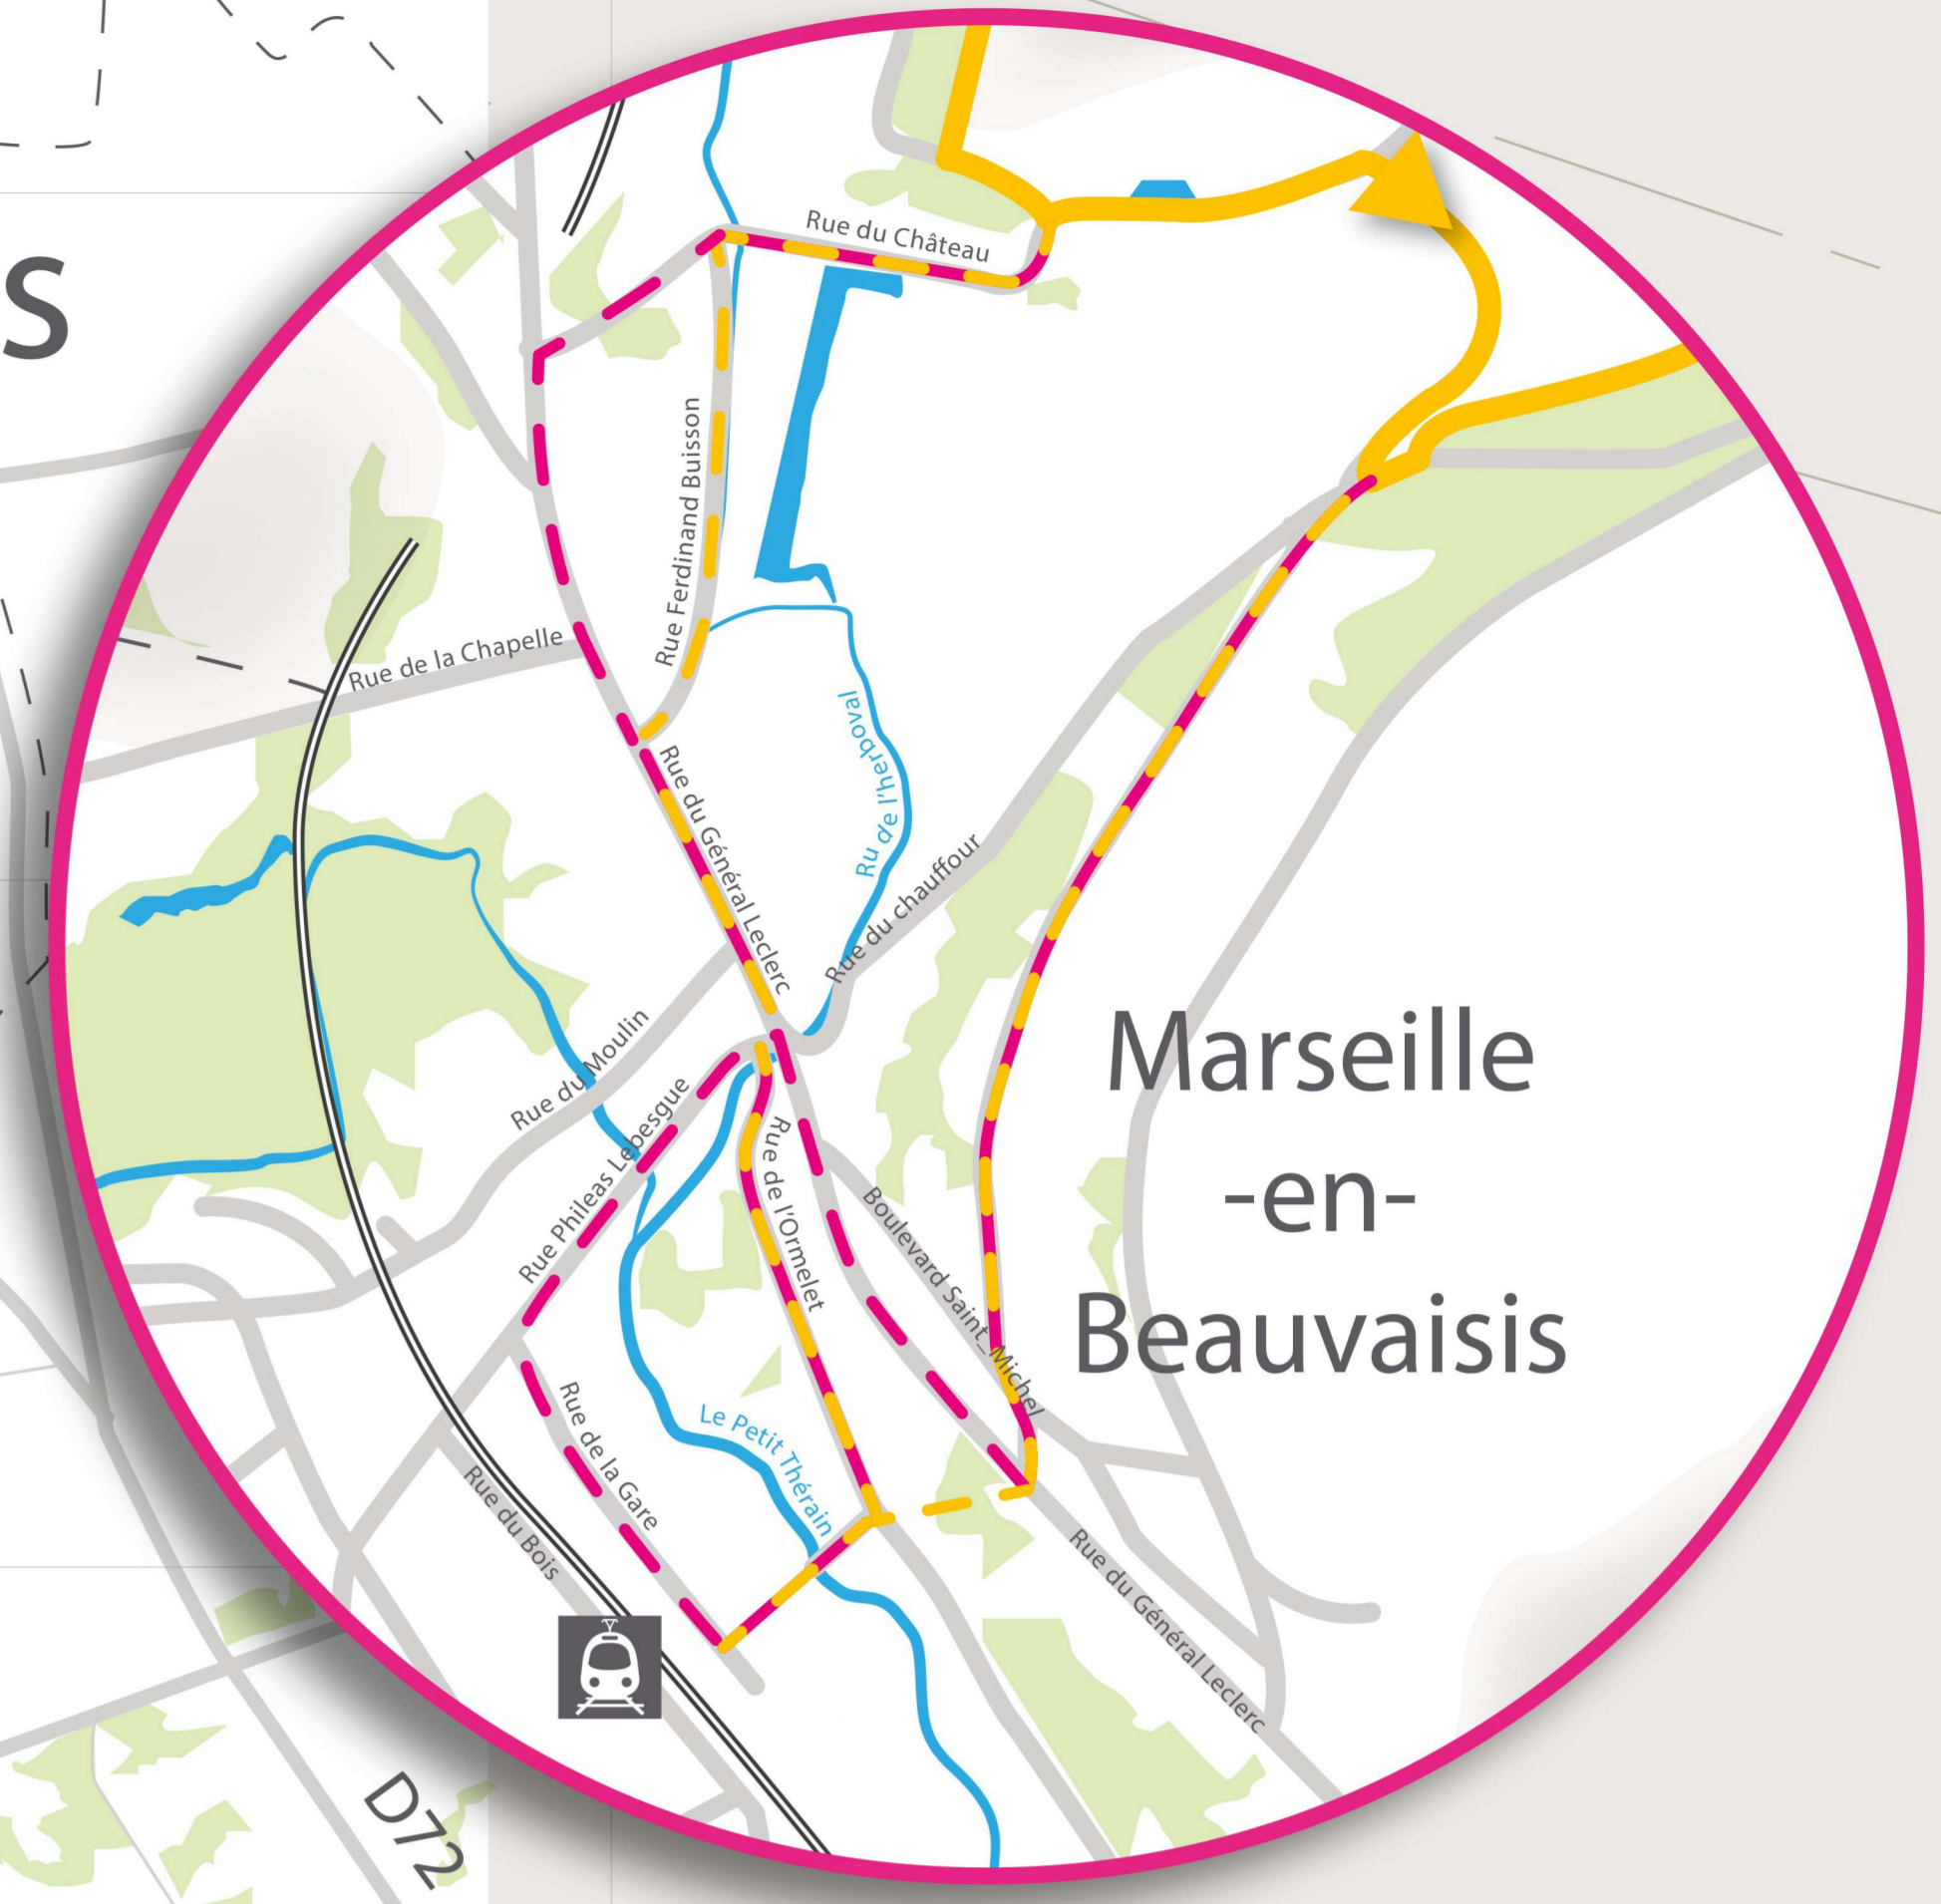 S
Rue du Château
Rue Ferdinand Buisson
Rue de la Chapelle
Ru de l'herboval
Rue du Général Leclerc
Rue du chauffour
Rue du Moulin
Rue Phileas Lebesgue
Rue de l'Ormelet
Boulevard Saint_Michel
Marseille
-en-
Beauvaisis
Rue de la Gare
Le Petit Thérain
Rue du Bois
Rue du Général Leclerc
D72